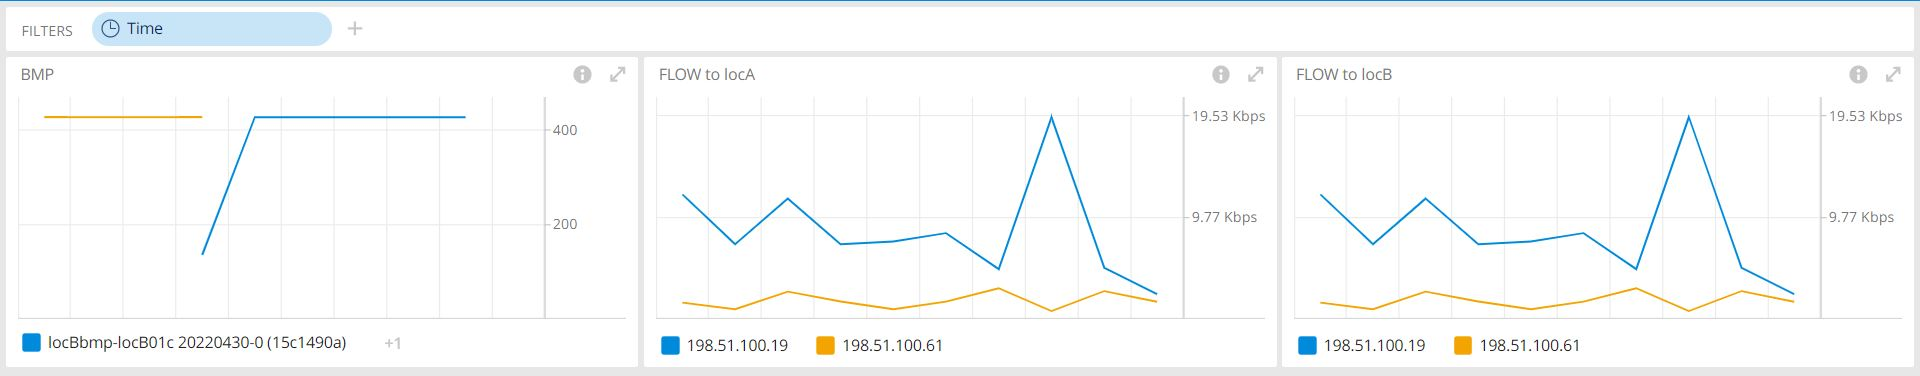 FILTERS Time +
BMP
400
200
locBbmp-locB01c 20220430-0 (15c1490a) +1
FLOW to locA
19.53 Kbps
9.77 Kbps
198.51.100.19 198.51.100.61
FLOW to locB
19.53 Kbps
9.77 Kbps
198.51.100.19 198.51.100.61